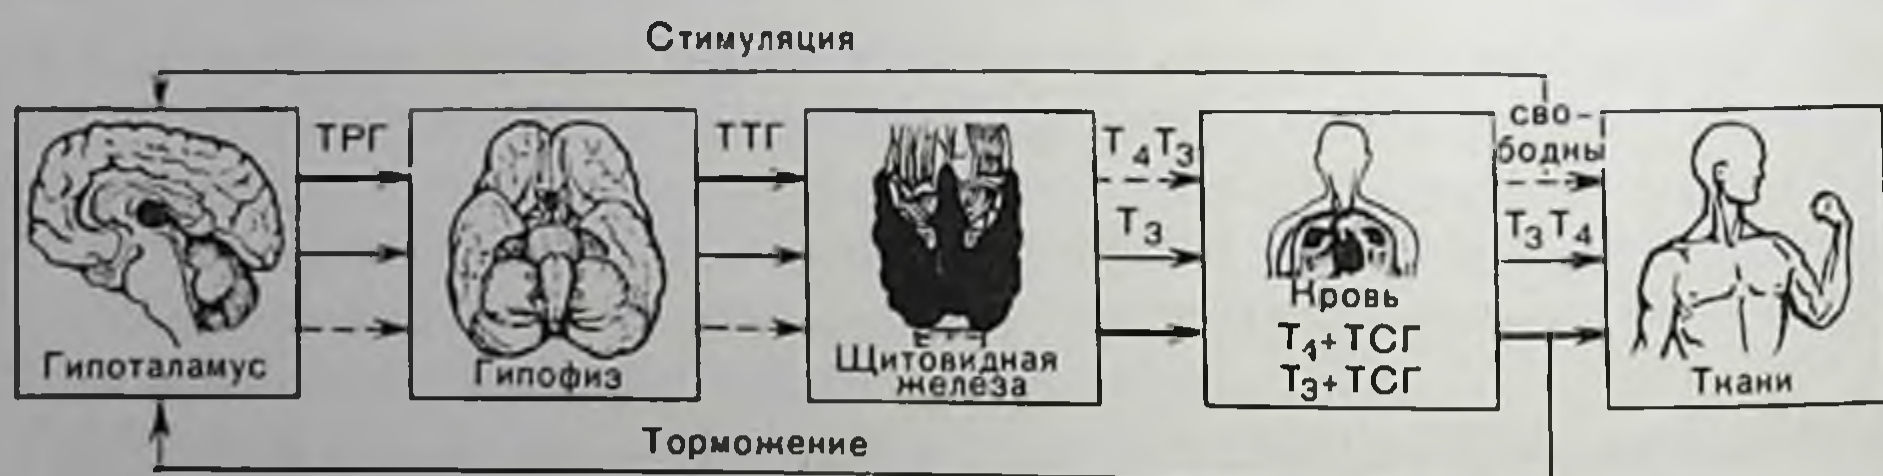 Стимуляция
ТРГ
ТТГ
Т4Т3
Т3
сво-
бодны
Т3Т4
Гипоталамус
Гипофиз
Щитовидная
железа
Кровь
Т4+ТСГ
Т3+ТСГ
Ткани
Торможение